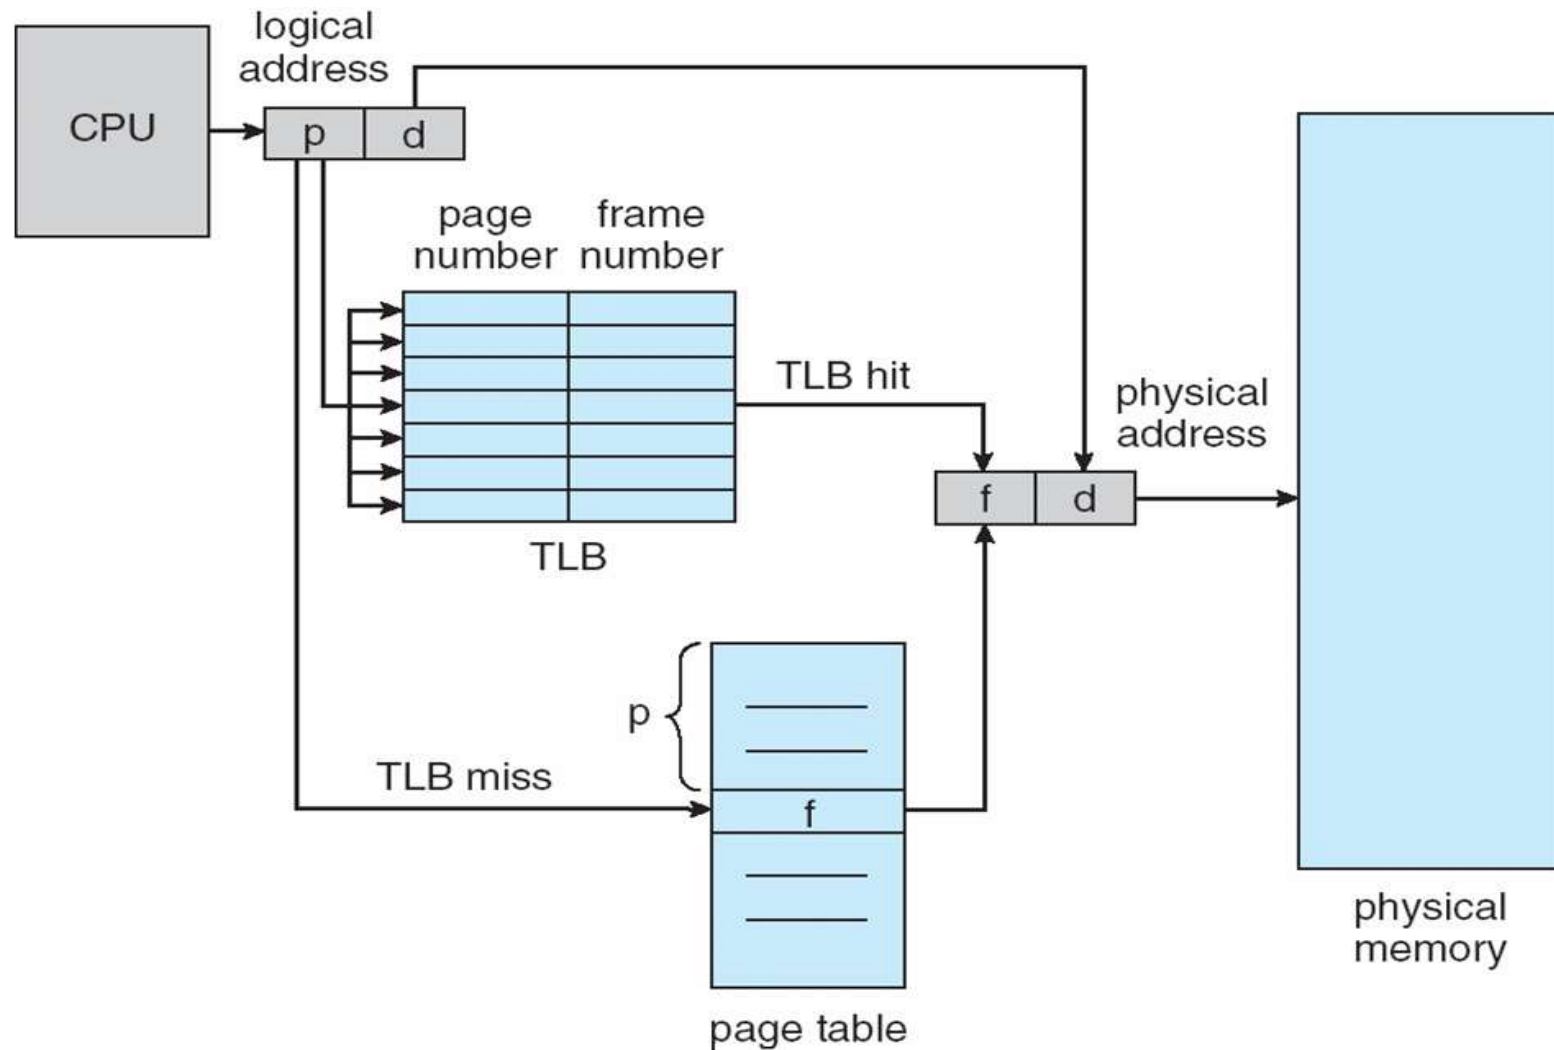 logical
address
CPU
p
d
page
number
frame
number
TLB hit
physical
address
f
d
TLB
p
TLB miss
f
physical
memory
page table